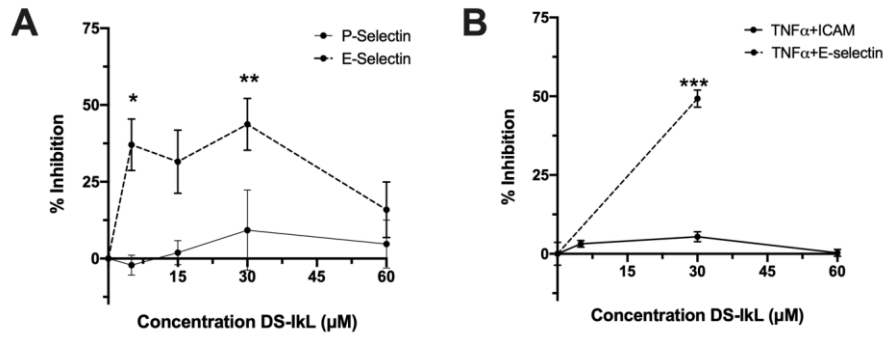 A
75
50
25
0
% Inhibition
15
30
45
60
Concentration DS-IkL (µM)
P-Selectin
E-Selectin
*
**
B
75
50
25
0
% Inhibition
15
30
45
60
Concentration DS-IkL (µM)
TNFα+ICAM
TNFα+E-selectin
***